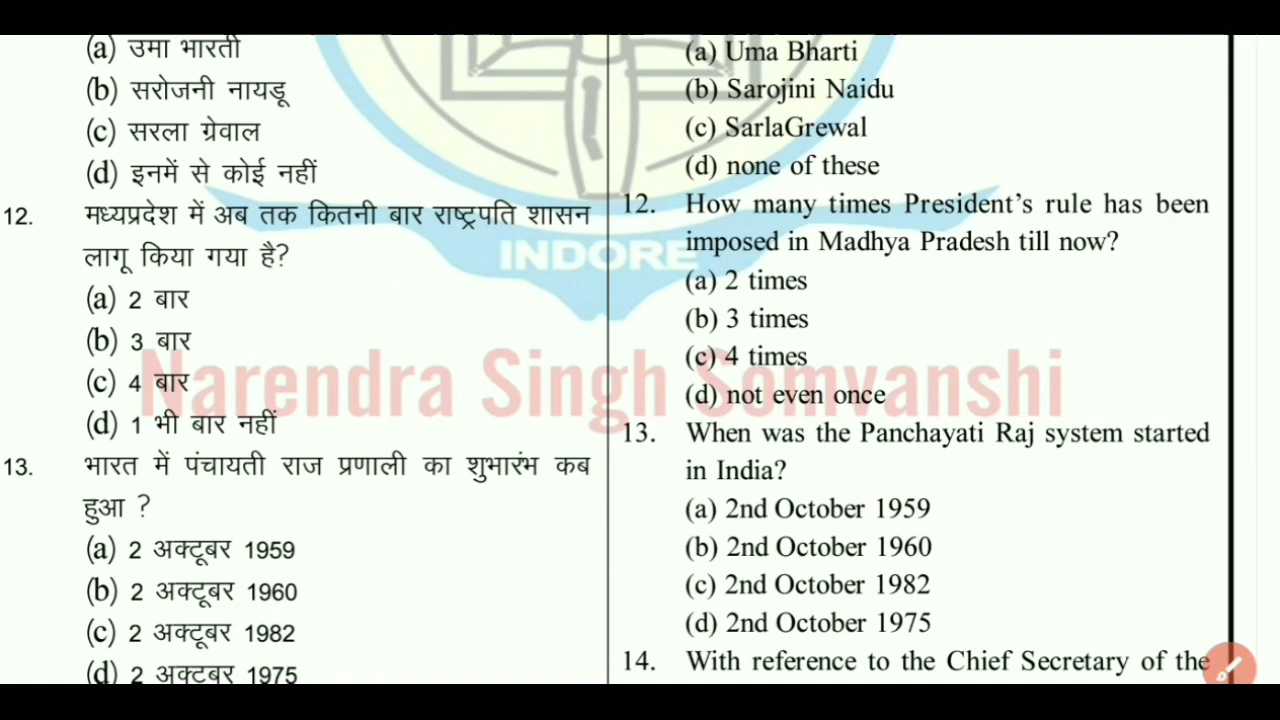 (a) उमा भारती
(b) सरोजनी नायडू
(c) सरला ग्रेवाल
(d) इनमें से कोई नहीं
12. मध्यप्रदेश में अब तक कितनी बार राष्ट्रपति शासन
लागू किया गया है?
(a) 2 बार
(b) 3 बार
(c) 4 बार
(d) 1 भी बार नहीं
13. भारत में पंचायती राज प्रणाली का शुभारंभ कब
हुआ ?
(a) 2 अक्टूबर 1959
(b) 2 अक्टूबर 1960
(c) 2 अक्टूबर 1982
(d) 2 अक्टूबर 1975
(a) Uma Bharti
(b) Sarojini Naidu
(c) SarlaGrewal
(d) none of these
12. How many times President’s rule has been
imposed in Madhya Pradesh till now?
(a) 2 times
(b) 3 times
(c) 4 times
(d) not even once
13. When was the Panchayati Raj system started
in India?
(a) 2nd October 1959
(b) 2nd October 1960
(c) 2nd October 1982
(d) 2nd October 1975
14. With reference to the Chief Secretary of the
INDORE
Narendra Singh Somvanshi